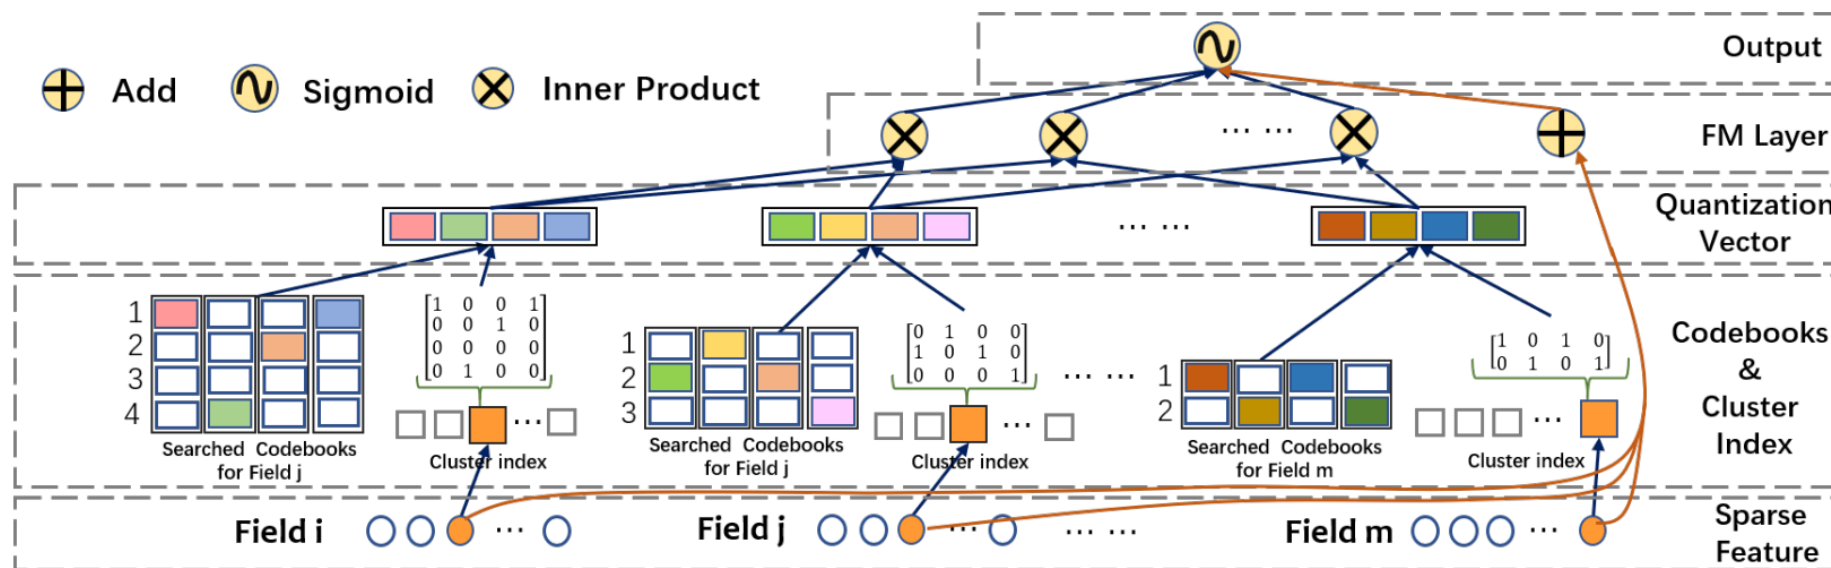 Output
Add
Sigmoid
Inner Product
... ...
FM Layer
Quantization
Vector
... ...
1
2
3
4
[1 0 0 1
0 0 1 0
0 0 0 0
0 1 0 0]
Searched Codebooks
for Field j
...
Cluster index
1
2
3
[0 1 0 0
1 0 1 0
0 0 0 1]
Searched Codebooks
for Field j
...
Cluster index
... ...
1
2
[1 0 1 0
0 1 0 1]
Searched Codebooks
for Field m
...
Cluster index
Codebooks
&
Cluster
Index
Field i
...
Field j
...
... ...
Field m
...
Sparse
Feature